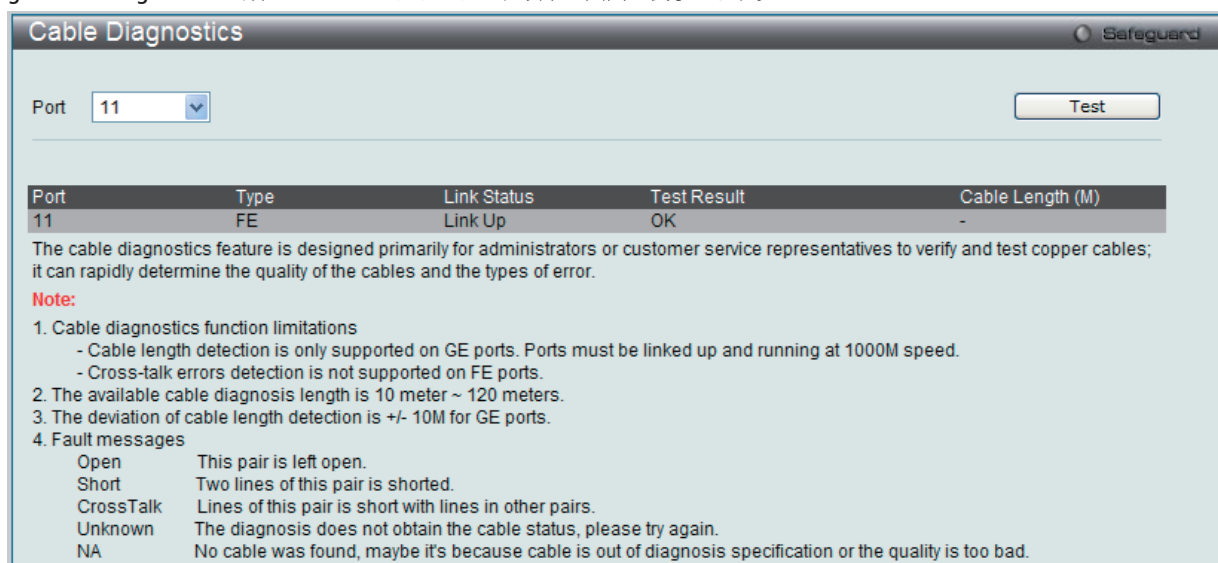 Cable Diagnostics
Safeguard
Port 11 Test
Port Type Link Status Test Result Cable Length (M)
11 FE Link Up OK -
The cable diagnostics feature is designed primarily for administrators or customer service representatives to verify and test copper cables;
it can rapidly determine the quality of the cables and the types of error.
Note:
1. Cable diagnostics function limitations
- Cable length detection is only supported on GE ports. Ports must be linked up and running at 1000M speed.
- Cross-talk errors detection is not supported on FE ports.
2. The available cable diagnosis length is 10 meter ~ 120 meters.
3. The deviation of cable length detection is +/- 10M for GE ports.
4. Fault messages
Open This pair is left open.
Short Two lines of this pair is shorted.
CrossTalk Lines of this pair is short with lines in other pairs.
Unknown The diagnosis does not obtain the cable status, please try again.
NA No cable was found, maybe it's because cable is out of diagnosis specification or the quality is too bad.